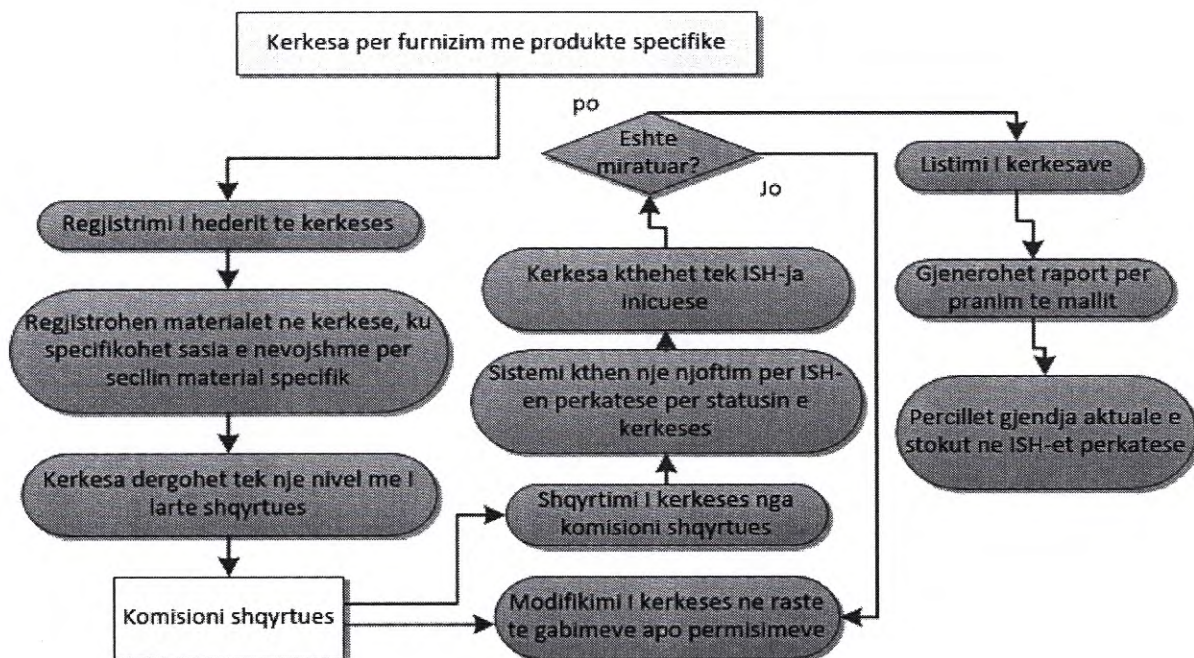 Kerkesa per furnizim me produkte specifike
Regjistrimi I hederit te kerkeses
Regjistrohen materialet ne kerkese, ku
specifikohet sasia e nevojshme per
secilin material specifik
Kerkesa dergohet tek nje nivel me I
larte shqyrtues
Komisioni shqyrtues
Shqyrtimi I kerkeses nga
komisioni shqyrtues
Modifikimi I kerkeses ne raste
te gabimeve apo permisimeve
Sistemi kthen nje njoftim per ISH-
en perkatese per statusin e
kerkeses
Kerkesa kthehet tek ISH-ja
inicuese
Eshte
miratuar?
po
Jo
Listimi I kerkesave
Gjenerohet raport per
pranim te mallit
Percillet gjendja aktuale e
stokut ne ISH-et perkatese